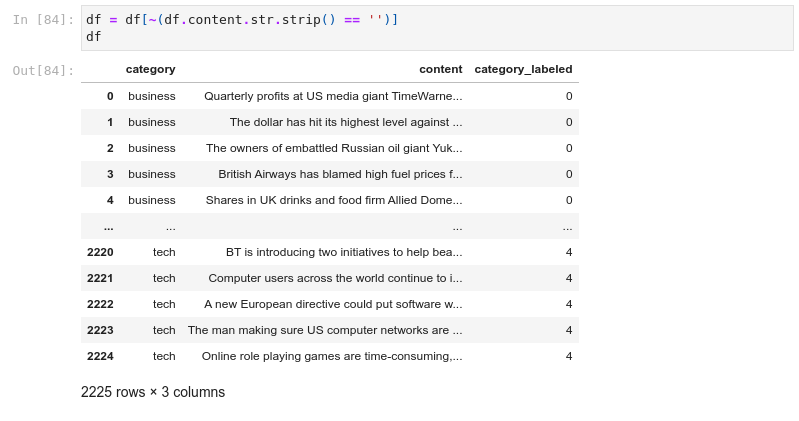 In [84]: df = df[~(df.content.str.strip() == '')]
df
Out[84]:
category content category_labeled
0 business Quarterly profits at US media giant TimeWarne... 0
1 business The dollar has hit its highest level against ... 0
2 business The owners of embattled Russian oil giant Yuk... 0
3 business British Airways has blamed high fuel prices f... 0
4 business Shares in UK drinks and food firm Allied Dome... 0
... ... ... ...
2220 tech BT is introducing two initiatives to help bea... 4
2221 tech Computer users across the world continue to i... 4
2222 tech A new European directive could put software w... 4
2223 tech The man making sure US computer networks are ... 4
2224 tech Online role playing games are time-consuming,... 4
2225 rows × 3 columns